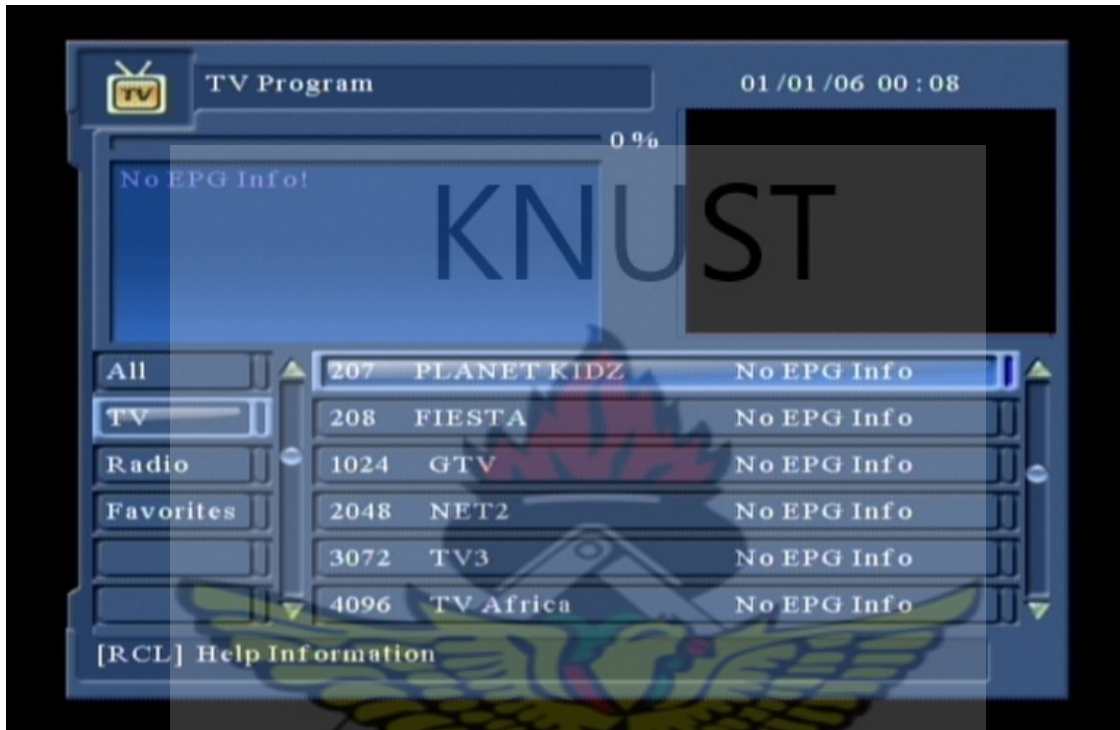 TV Program
01/01/06 00:08
TV
0%
No EPG Info!
KNUST
All
TV
Radio
Favorites
207 PLANET KIDZ No EPG Info
208 FIESTA No EPG Info
1024 GTV No EPG Info
2048 NET2 No EPG Info
3072 TV3 No EPG Info
4096 TV Africa No EPG Info
[RCL] Help Information